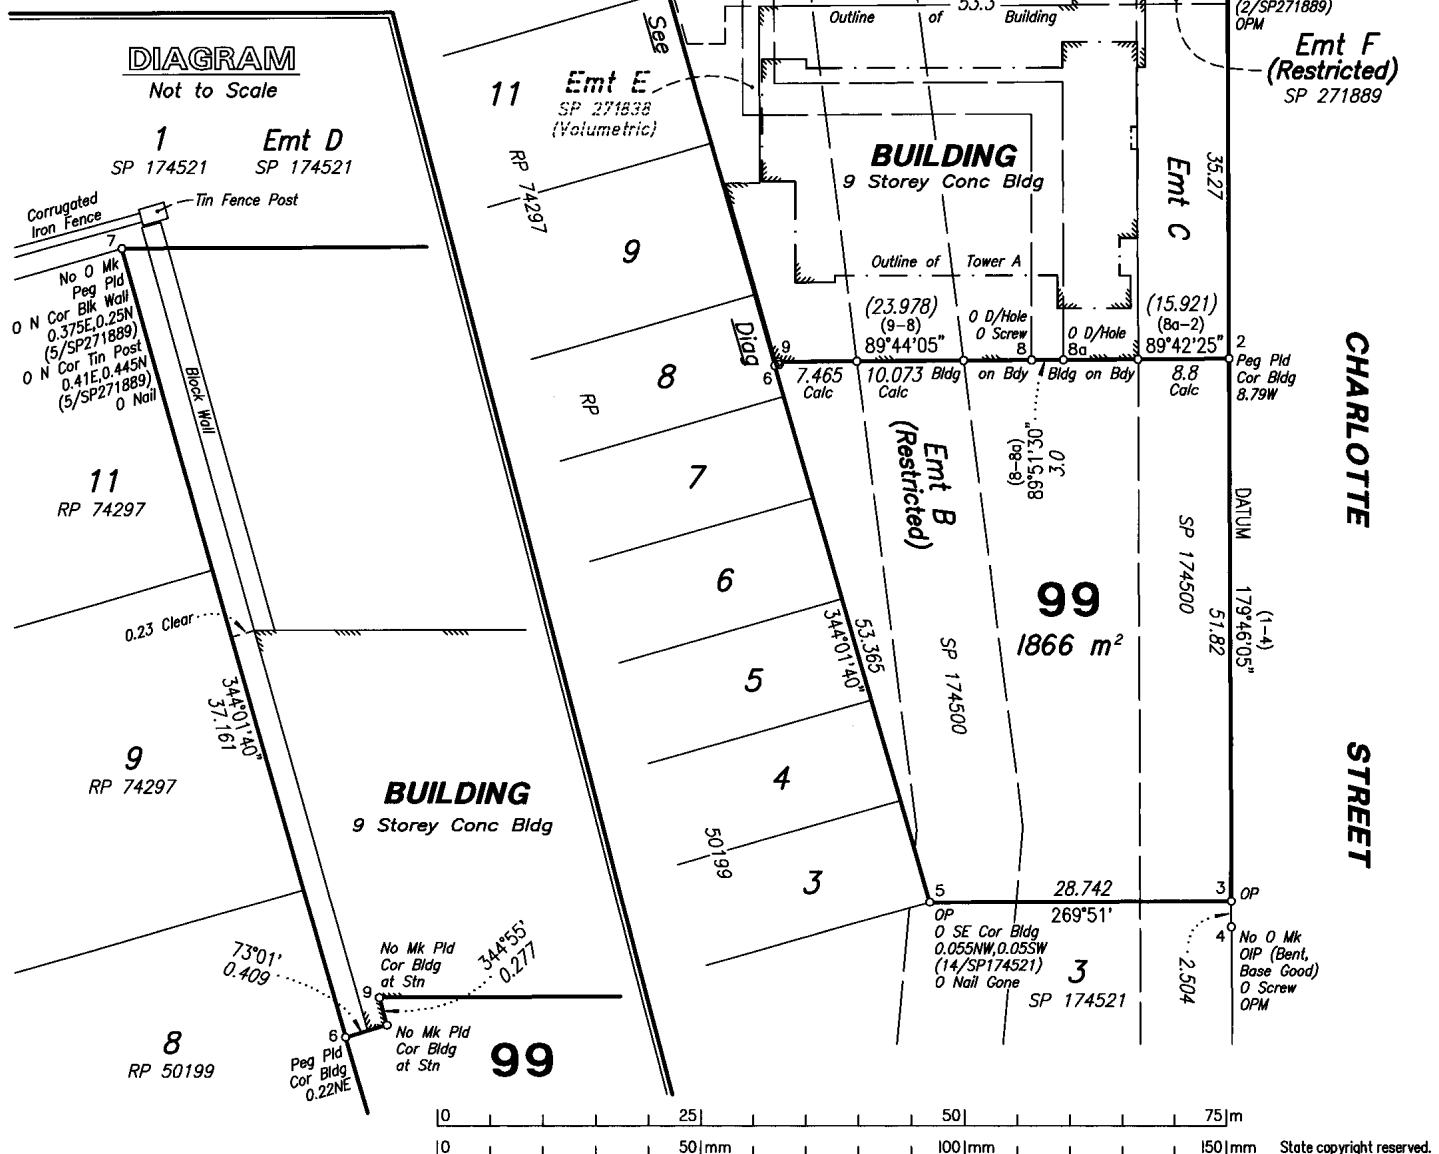 DIAGRAM
Not to Scale
1
SP 174521
Emt D
SP 174521
Corrugated
Iron Fence
Tin Fence Post
7
No O Mk
Peg Pld
O N Cor Blk Wall
0.375E,0.25N
(5/SP271889)
O N Cor Tin Post
0.41E,0.445N
(5/SP271889)
O Nail
Block Wall
11
RP 74297
0.23 Clear
344°01'40"
37.161
9
RP 74297
BUILDING
9 Storey Conc Bldg
73°01'
0.409
No Mk Pld
Cor Bldg
at Stn
344°55'
0.277
9
6
No Mk Pld
Cor Bldg
at Stn
Peg Pld
Cor Bldg
0.22NE
8
RP 50199
99
See
Diag
11
RP 74297
Emt E
SP 271838
(Volumetric)
9
8
RP
7
6
5
4
50199
3
Outline of Building
53.3
(2/SP271889)
OPM
Emt F
(Restricted)
SP 271889
BUILDING
9 Storey Conc Bldg
Emt C
35.27
Outline of Tower A
(23.978)
(9-8)
89°44'05"
O D/Hole
O Screw
8
O D/Hole
8a
(15.921)
(8a-2)
89°42'25"
9
6
7.465
Calc
10.073
Calc
Bldg on Bdy
Bldg on Bdy
8.8
Calc
2
Peg Pld
Cor Bldg
8.79W
(8-8a)
89°51'30"
3.0
Emt B
(Restricted)
CHARLOTTE
STREET
DATUM
179°46'05"
(1-4)
51.82
SP 174500
99
1866 m²
53.365
344°01'40"
SP 174500
5
28.742
269°51'
3
OP
OP
O SE Cor Bldg
0.055NW,0.05SW
(14/SP174521)
O Nail Gone
3
SP 174521
2.504
4
No O Mk
OIP (Bent,
Base Good)
O Screw
OPM
0 25 50 75 m
0 50 mm 100 mm 150 mm
State copyright reserved.